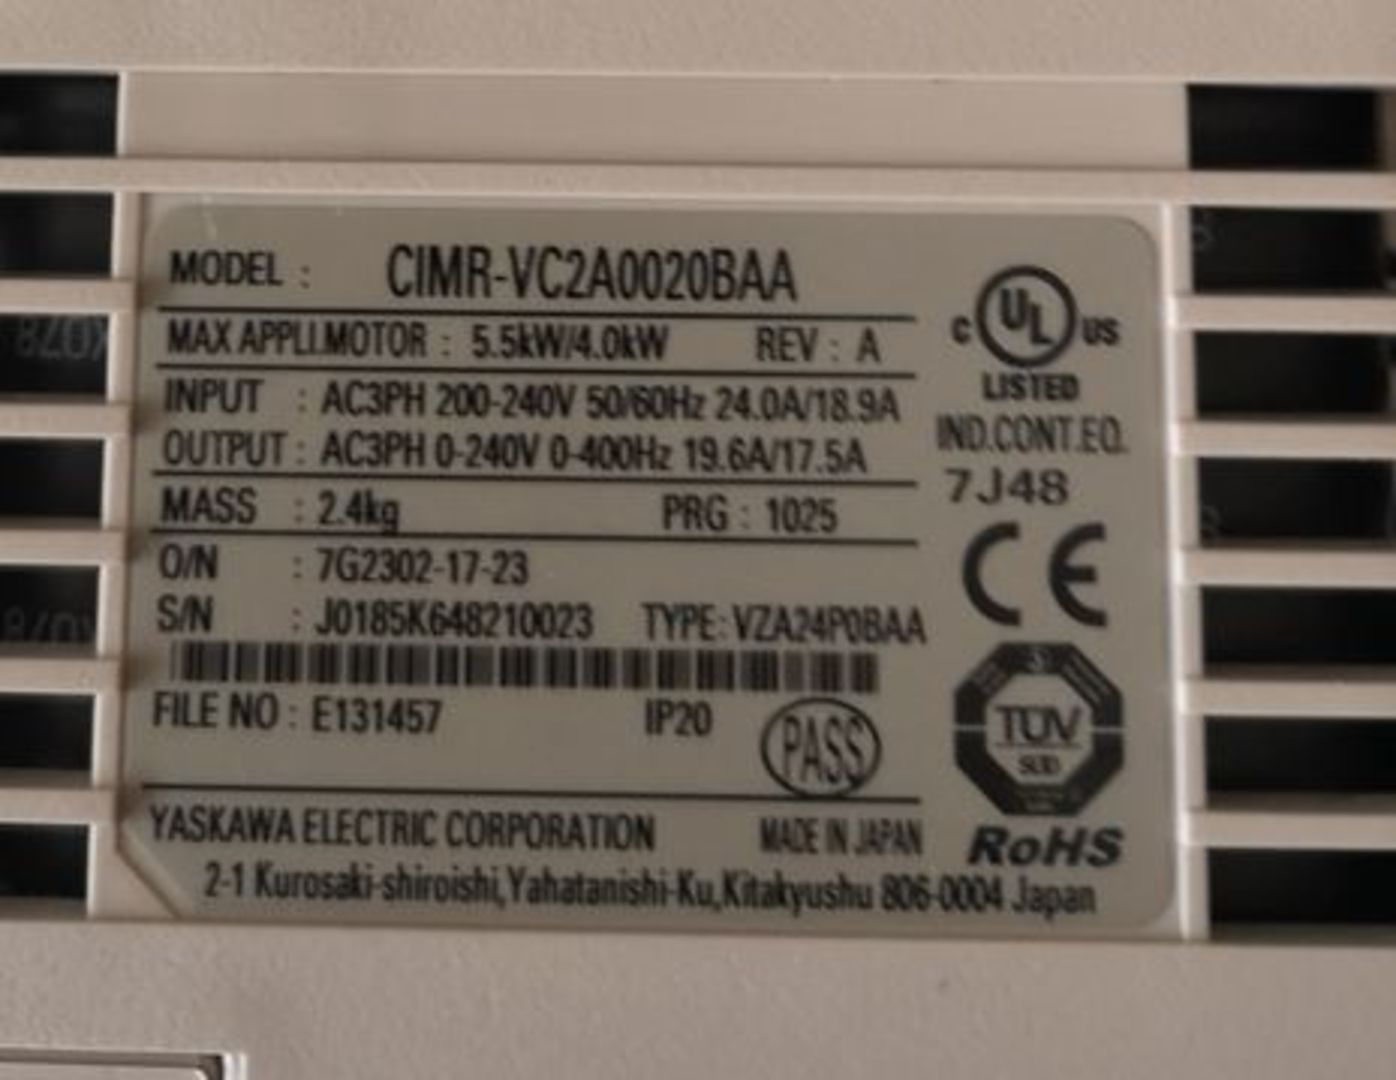 MODEL : CIMR-VC2A0020BAA
MAX APPLI.MOTOR : 5.5kW/4.0kW REV : A
INPUT : AC3PH 200-240V 50/60Hz 24.0A/18.9A
OUTPUT : AC3PH 0-240V 0-400Hz 19.6A/17.5A
MASS : 2.4kg PRG : 1025
O/N : 7G2302-17-23
S/N : J0185K648210023 TYPE: VZA24P0BAA
FILE NO : E131457 IP20 PASS
YASKAWA ELECTRIC CORPORATION MADE IN JAPAN
2-1 Kurosaki-shiroishi,Yahatanishi-Ku,Kitakyushu 806-0004 Japan
C UL US
LISTED
IND.CONT.EQ.
7J48
CE
TÜV
SÜD
RoHS